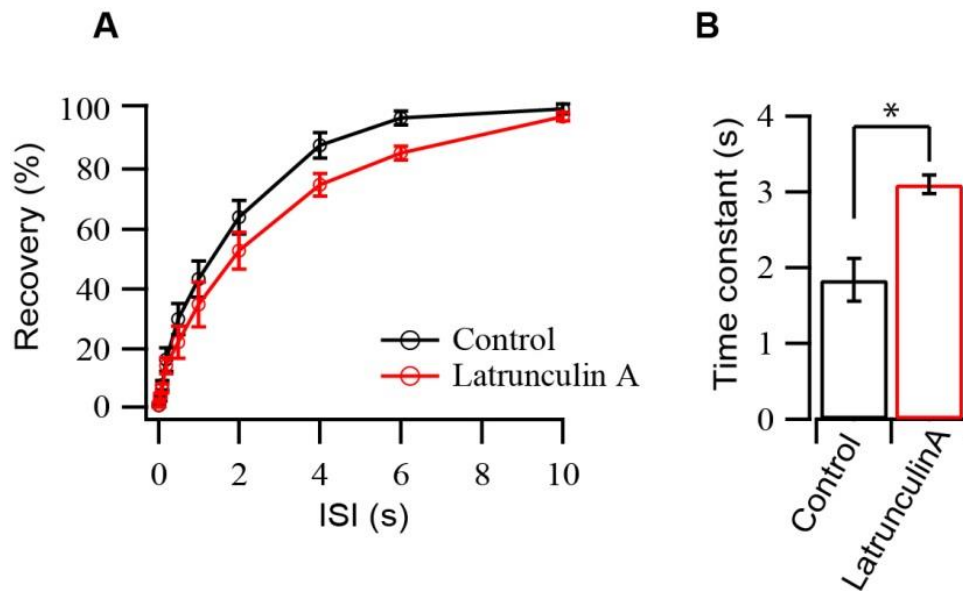 A
Recovery (%)
100
80
60
40
20
0
Control
Latrunculin A
0 2 4 6 8 10
ISI (s)
B
*
Time constant (s)
4
3
2
1
0
Control
LatrunculinA